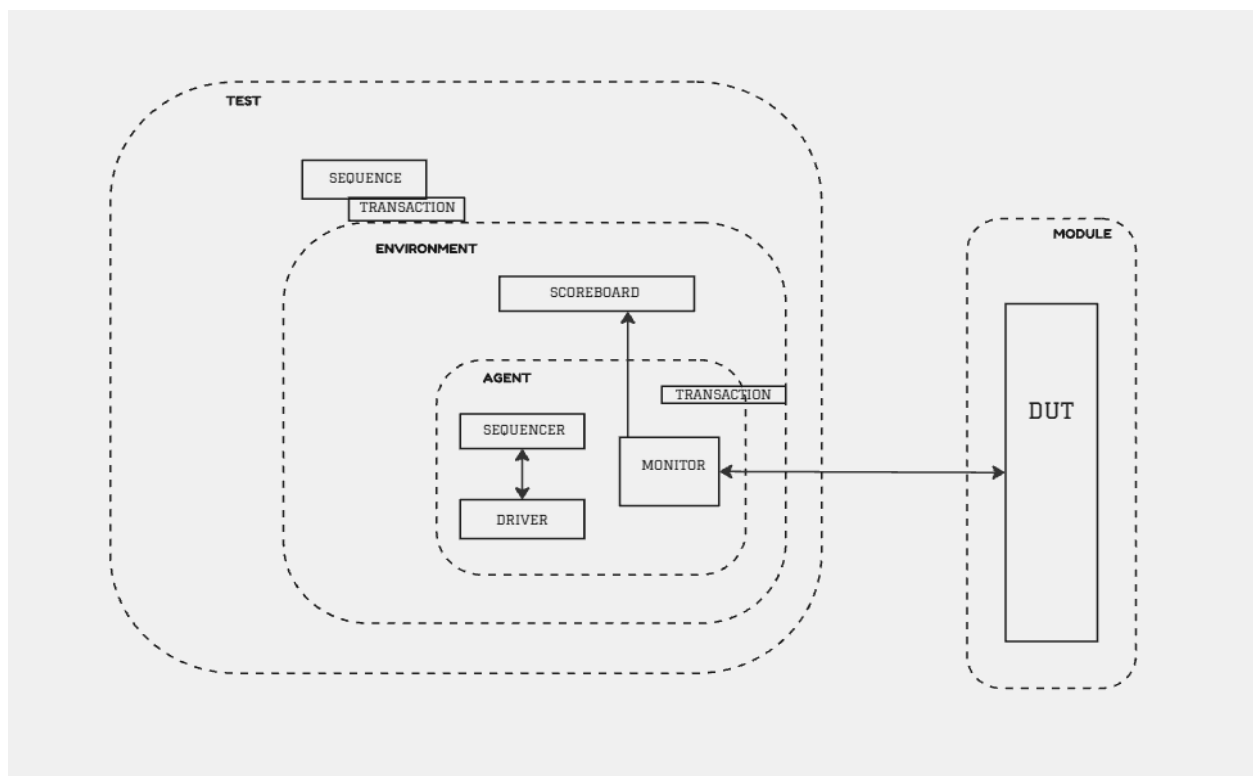 TEST
SEQUENCE
TRANSACTION
ENVIRONMENT
SCOREBOARD
AGENT
TRANSACTION
SEQUENCER
MONITOR
DRIVER
MODULE
DUT